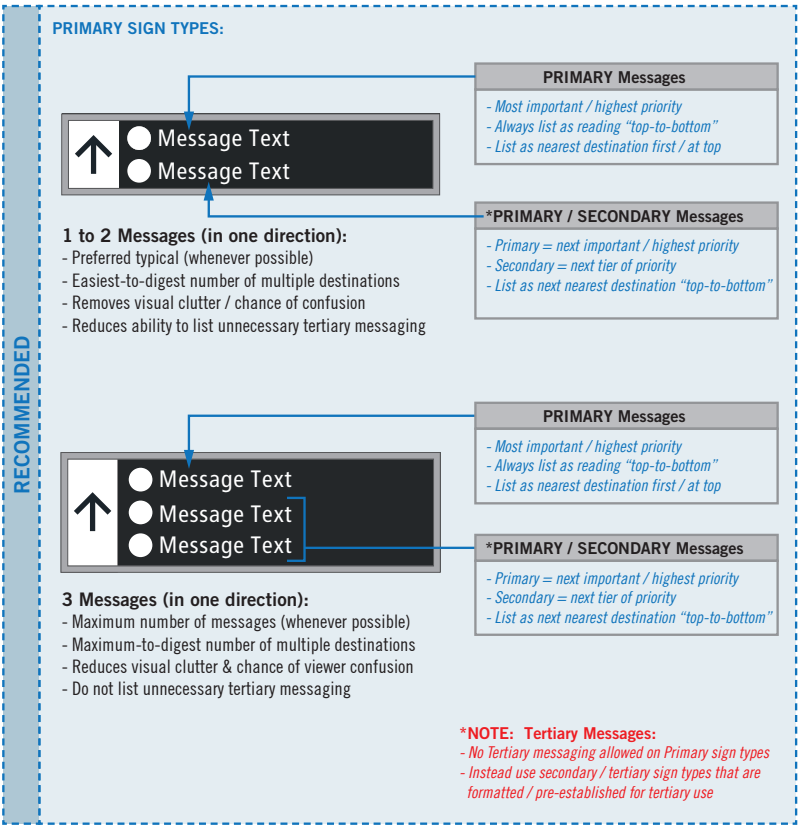 PRIMARY SIGN TYPES:
RECOMMENDED
PRIMARY Messages
- Most important / highest priority
- Always list as reading “top-to-bottom”
- List as nearest destination first / at top
Message Text
Message Text
*PRIMARY / SECONDARY Messages
- Primary = next important / highest priority
- Secondary = next tier of priority
- List as next nearest destination “top-to-bottom”
1 to 2 Messages (in one direction):
- Preferred typical (whenever possible)
- Easiest-to-digest number of multiple destinations
- Removes visual clutter / chance of confusion
- Reduces ability to list unnecessary tertiary messaging
PRIMARY Messages
- Most important / highest priority
- Always list as reading “top-to-bottom”
- List as nearest destination first / at top
Message Text
Message Text
Message Text
*PRIMARY / SECONDARY Messages
- Primary = next important / highest priority
- Secondary = next tier of priority
- List as next nearest destination “top-to-bottom”
3 Messages (in one direction):
- Maximum number of messages (whenever possible)
- Maximum-to-digest number of multiple destinations
- Reduces visual clutter & chance of viewer confusion
- Do not list unnecessary tertiary messaging
*NOTE: Tertiary Messages:
- No Tertiary messaging allowed on Primary sign types
- Instead use secondary / tertiary sign types that are
formatted / pre-established for tertiary use